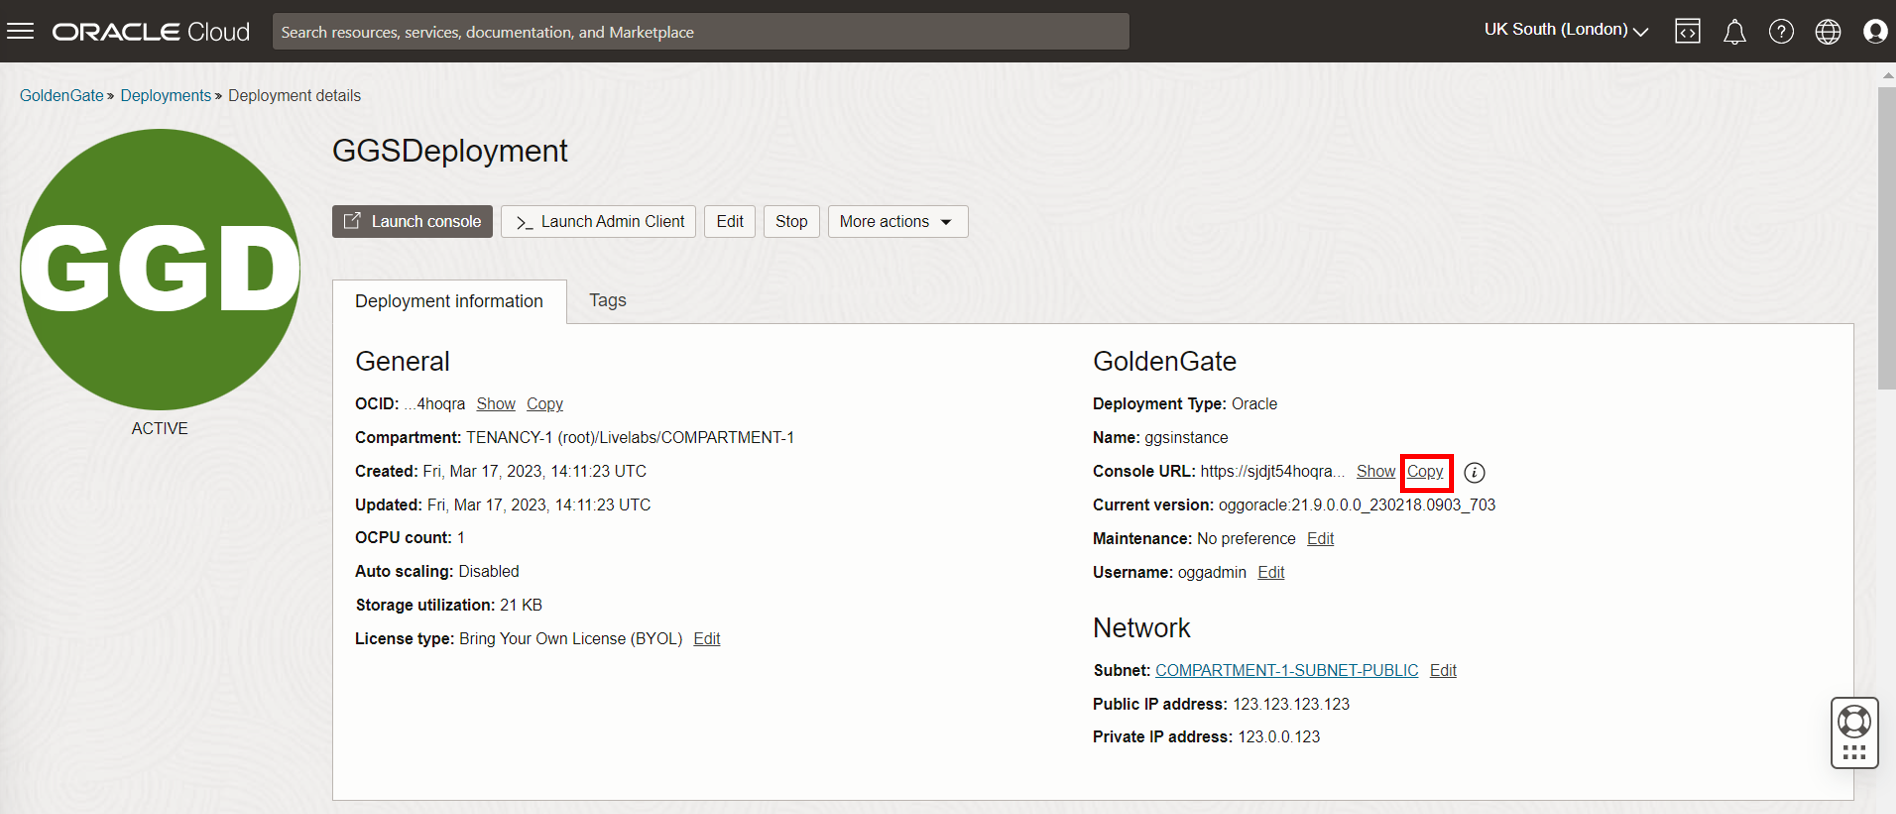 ORACLE Cloud
Search resources, services, documentation, and Marketplace
UK South (London)
GoldenGate » Deployments » Deployment details
GGD
ACTIVE
GGSDeployment
Launch console
Launch Admin Client
Edit
Stop
More actions
Deployment information
Tags
General
OCID: ...4hoqra Show Copy
Compartment: TENANCY-1 (root)/Livelabs/COMPARTMENT-1
Created: Fri, Mar 17, 2023, 14:11:23 UTC
Updated: Fri, Mar 17, 2023, 14:11:23 UTC
OCPU count: 1
Auto scaling: Disabled
Storage utilization: 21 KB
License type: Bring Your Own License (BYOL) Edit
GoldenGate
Deployment Type: Oracle
Name: ggsinstance
Console URL: https://sjdjt54hoqra... Show Copy
Current version: oggoracle:21.9.0.0.0_230218.0903_703
Maintenance: No preference Edit
Username: oggadmin Edit
Network
Subnet: COMPARTMENT-1-SUBNET-PUBLIC Edit
Public IP address: 123.123.123.123
Private IP address: 123.0.0.123